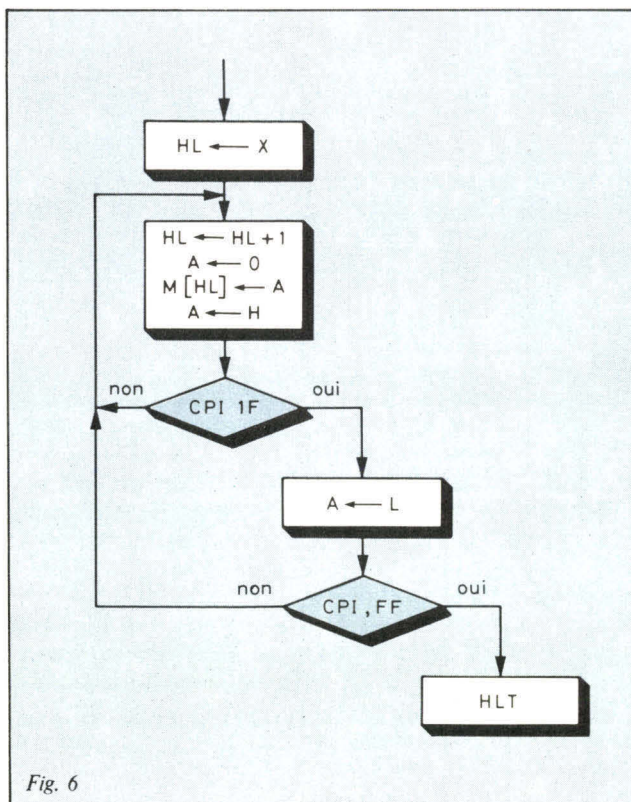 HL ← X
HL ← HL + 1
A ← 0
M [HL] ← A
A ← H
non
CPI 1F
oui
A ← L
non
CPI , FF
oui
HLT
Fig. 6